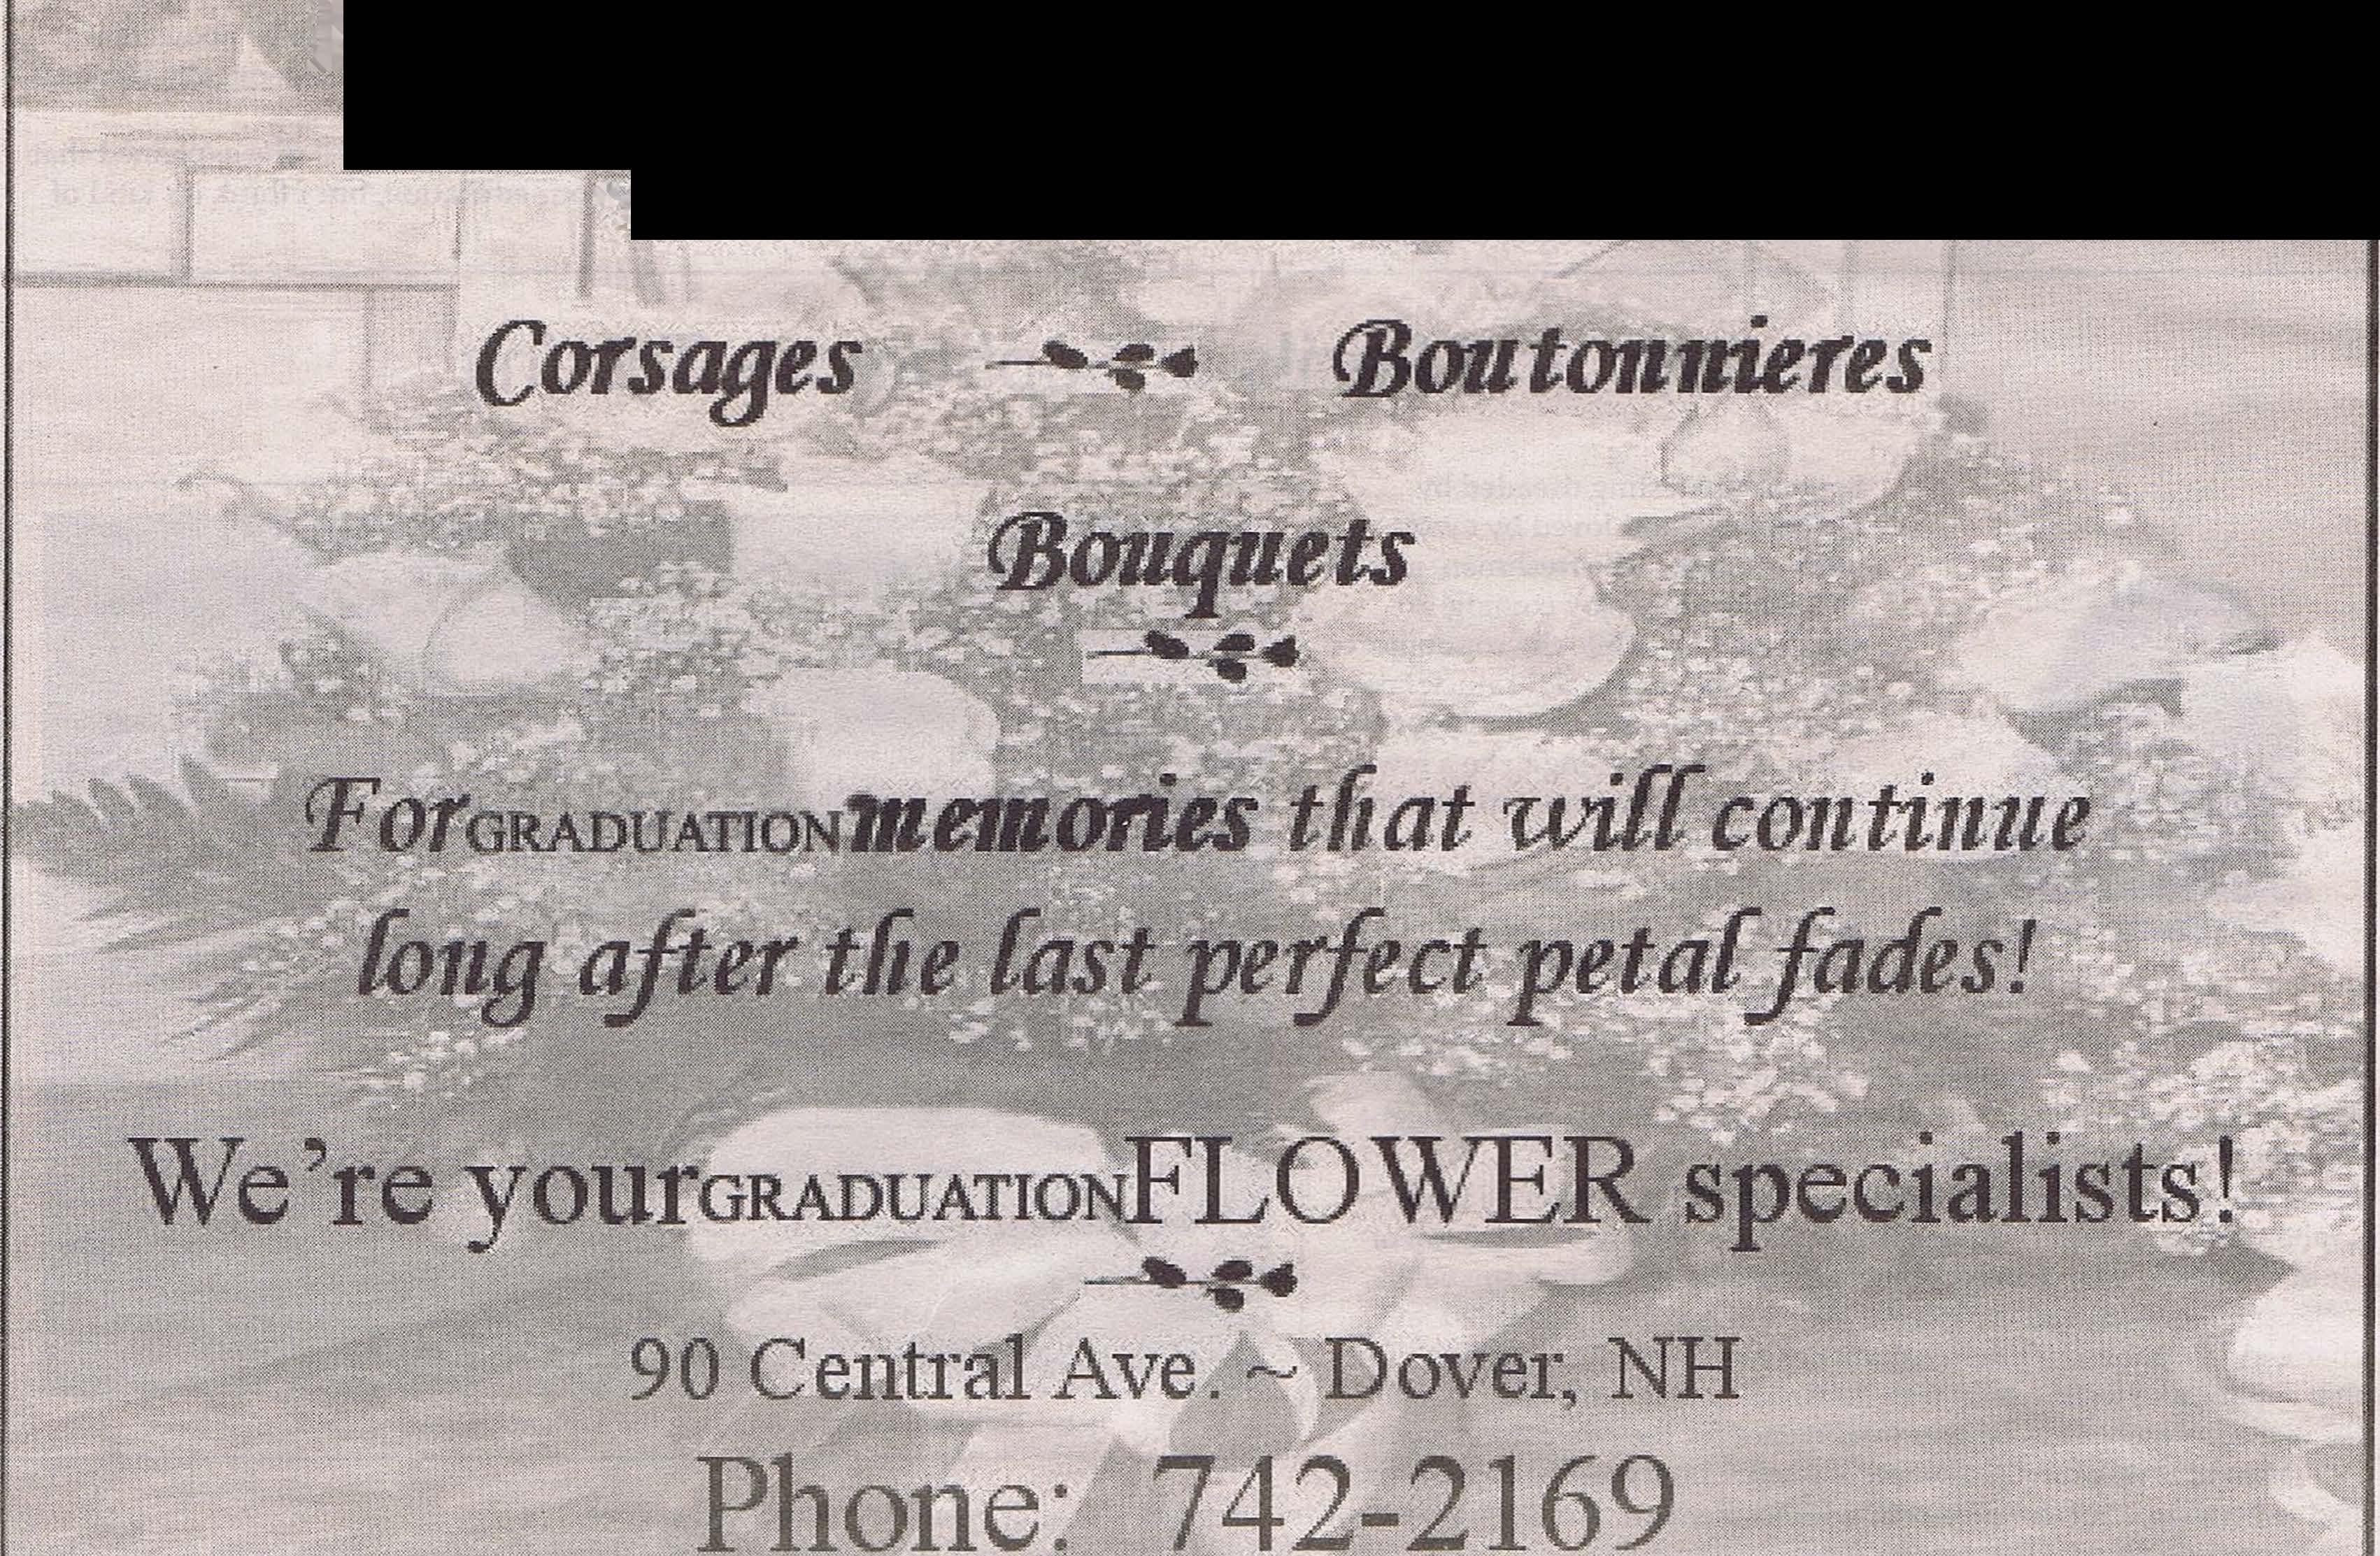 Corsages Boutonnieres
Bouquets
For GRADUATION memories that will continue
long after the last perfect petal fades!
We're your GRADUATION FLOWER specialists!
90 Central Ave. ~ Dover, NH
Phone: 742-2169